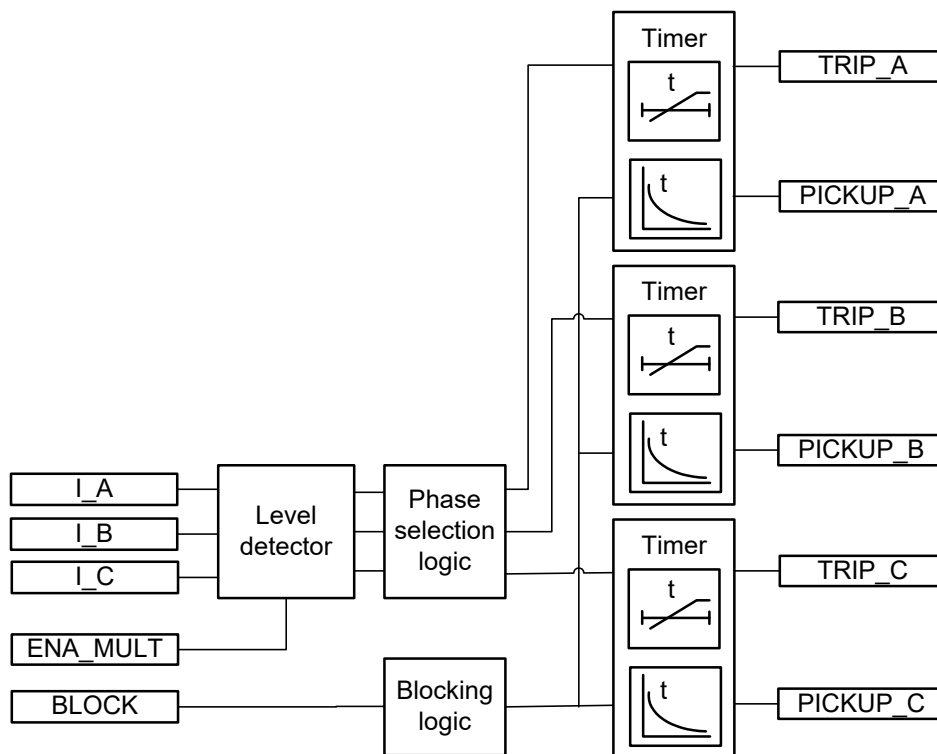 Timer
t
t
TRIP_A
PICKUP_A
Timer
t
t
TRIP_B
PICKUP_B
I_A
I_B
I_C
ENA_MULT
BLOCK
Level
detector
Phase
selection
logic
Blocking
logic
Timer
t
t
TRIP_C
PICKUP_C